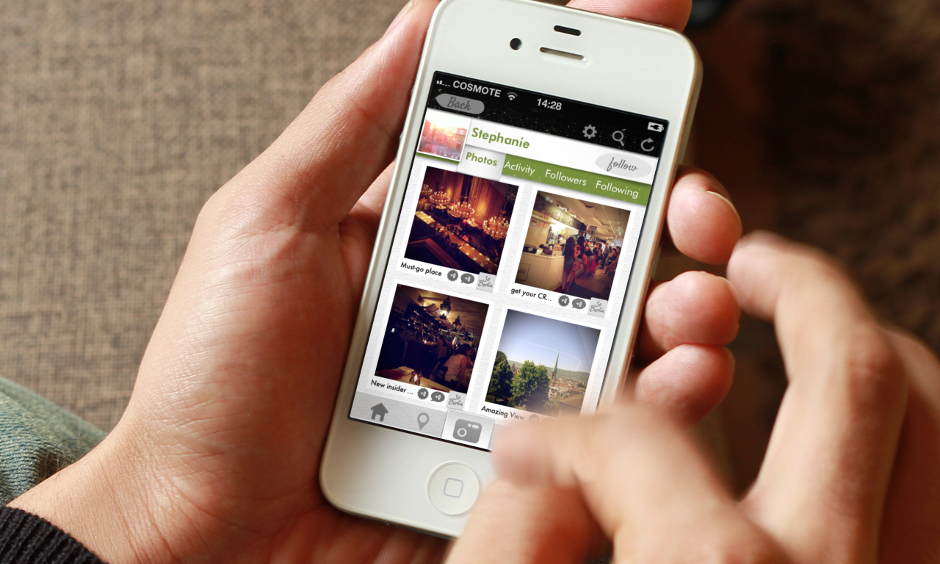 COSMOTE 14:28
Back
Stephanie
follow
Photos Activity Followers Following
Must-go place
get your CR...
New insider ...
Amazing View